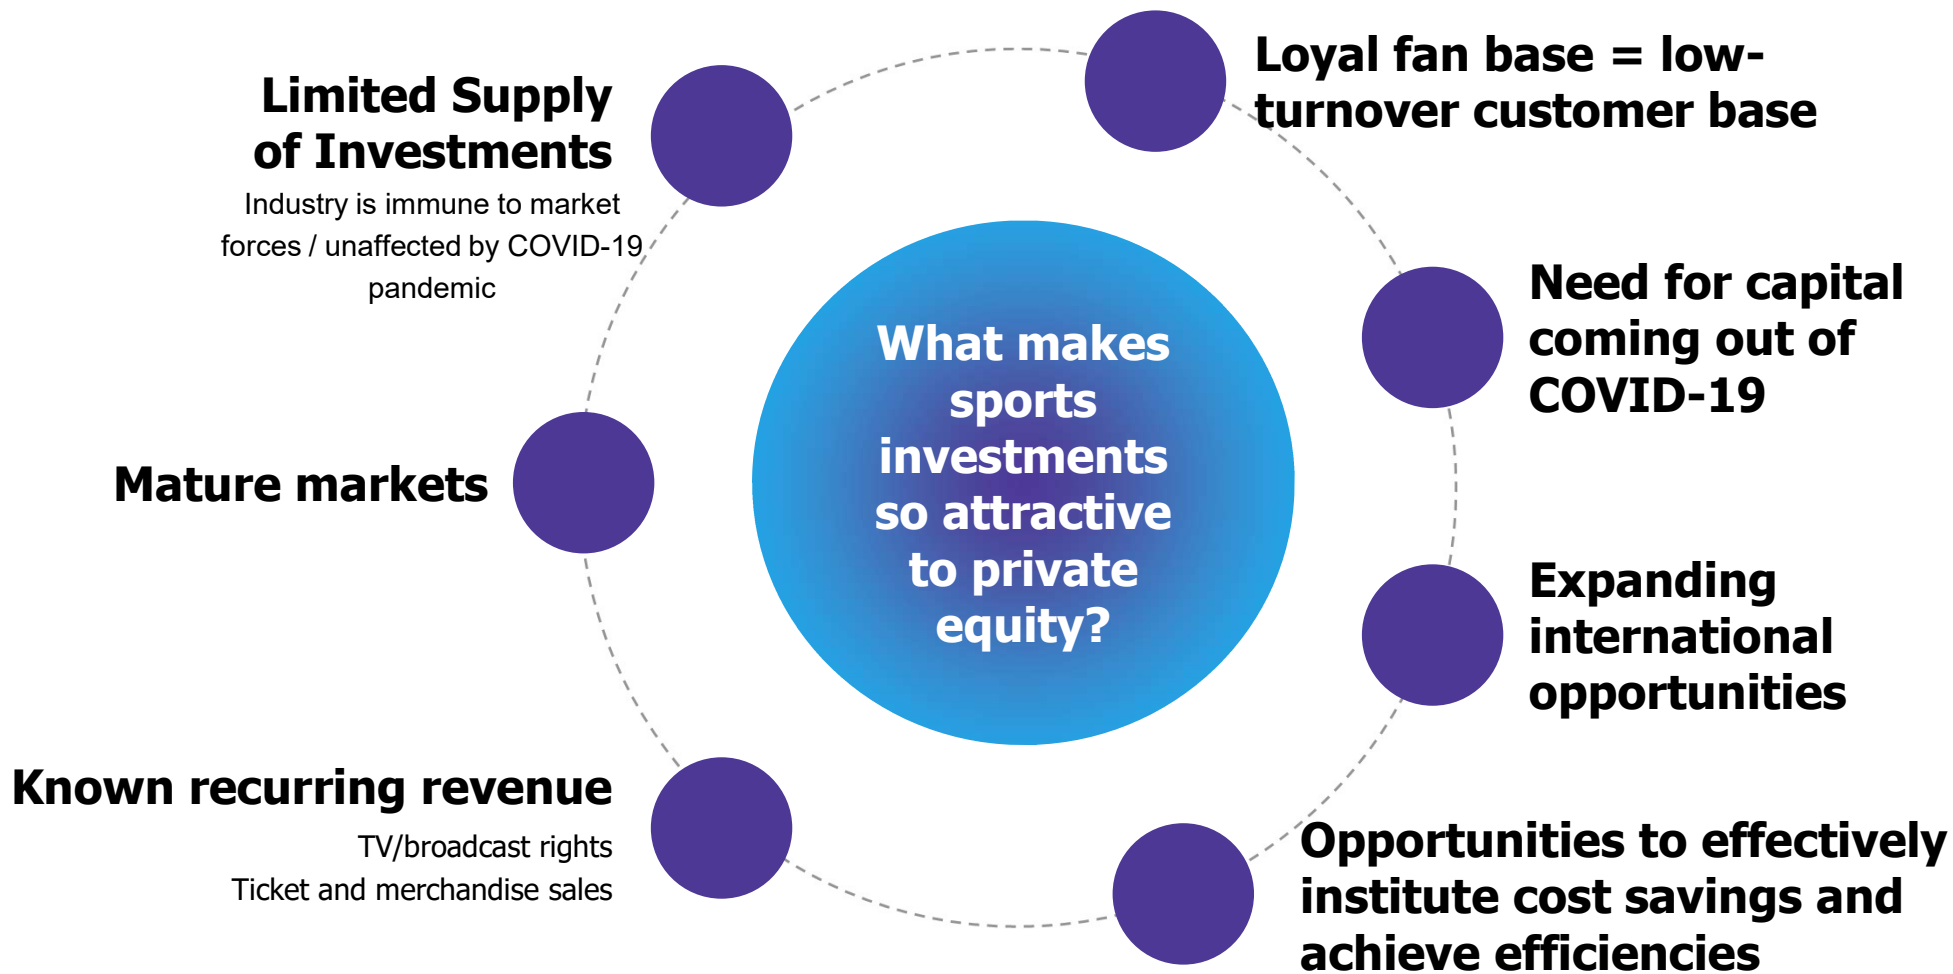 What makes
sports
investments
so attractive
to private
equity?
Limited Supply
of Investments
Industry is immune to market
forces / unaffected by COVID-19
pandemic
Mature markets
Known recurring revenue
TV/broadcast rights
Ticket and merchandise sales
Loyal fan base = low-
turnover customer base
Need for capital
coming out of
COVID-19
Expanding
international
opportunities
Opportunities to effectively
institute cost savings and
achieve efficiencies